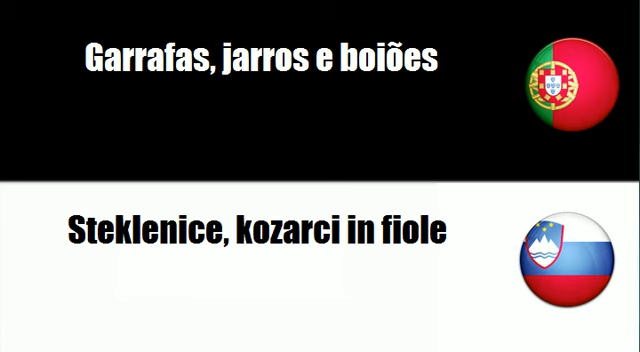 Garrafas, jarros e boiões
Steklenice, kozarci in fiole